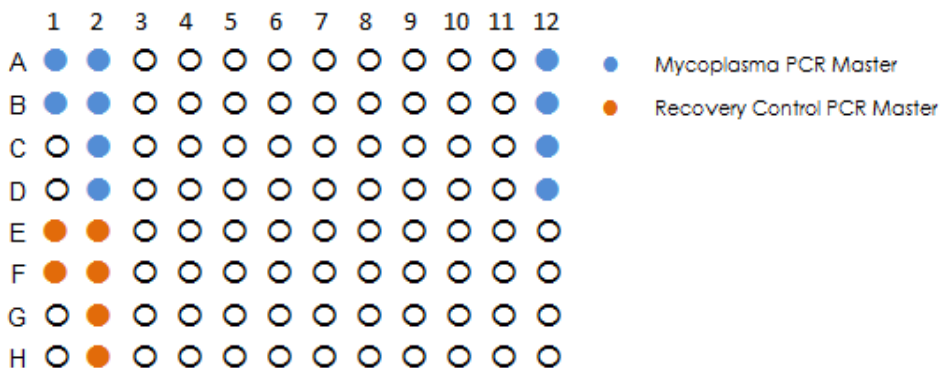 1 2 3 4 5 6 7 8 9 10 11 12
A
Mycoplasma PCR Master
B
Recovery Control PCR Master
C
D
E
F
G
H